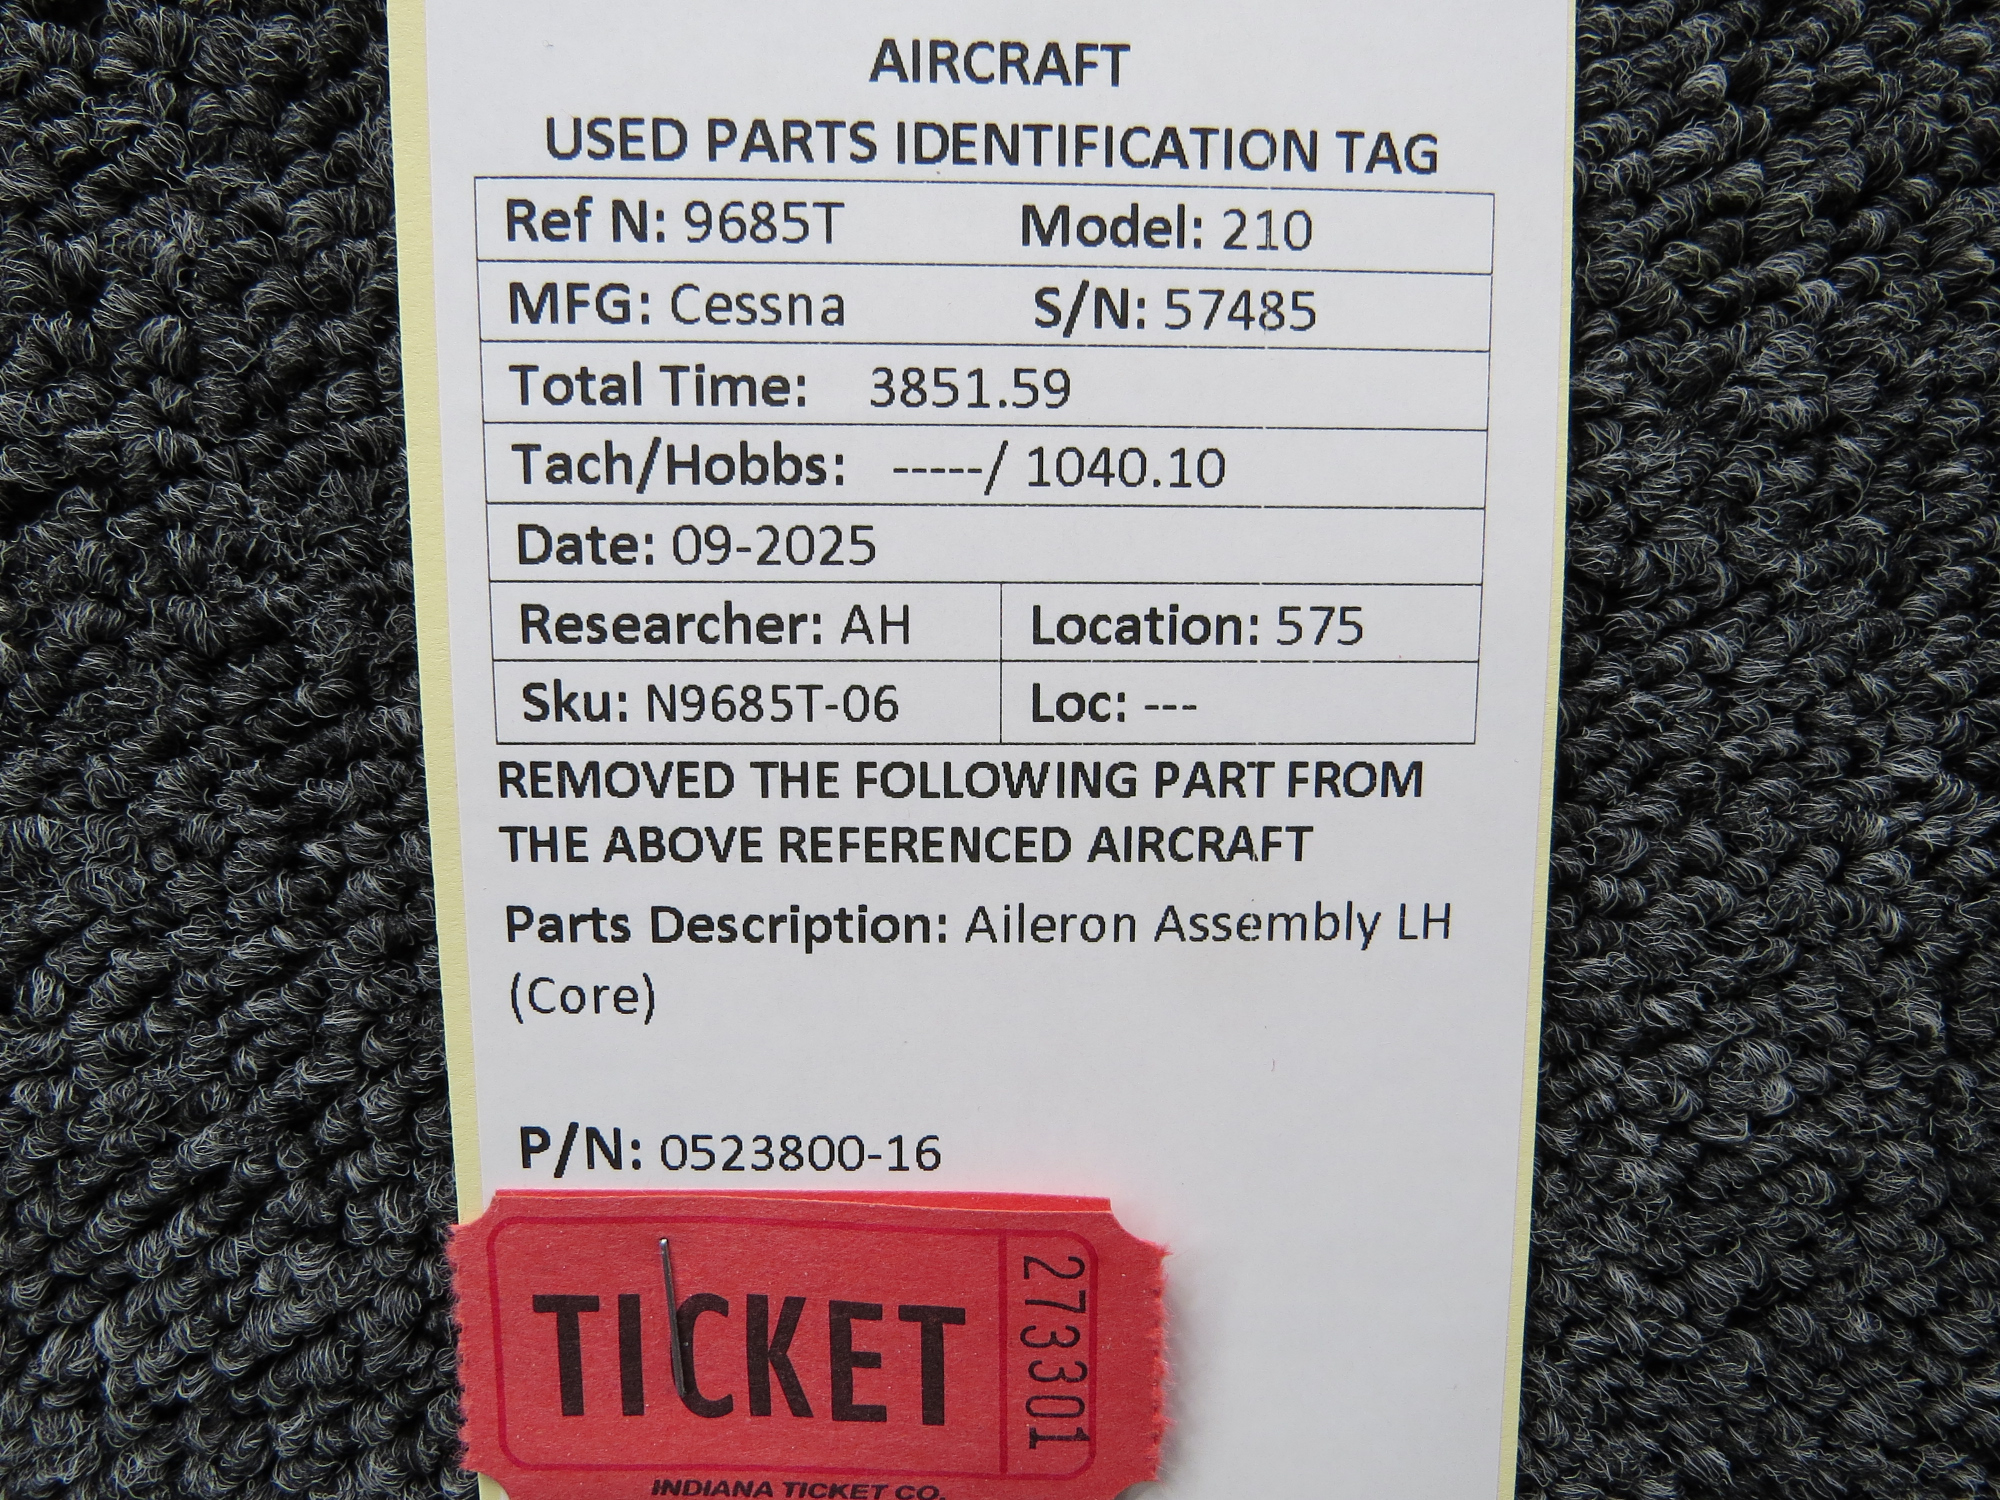 AIRCRAFT
USED PARTS IDENTIFICATION TAG
Ref N: 9685T Model: 210
MFG: Cessna S/N: 57485
Total Time: 3851.59
Tach/Hobbs: -----/ 1040.10
Date: 09-2025
Researcher: AH Location: 575
Sku: N9685T-06 Loc: ---
REMOVED THE FOLLOWING PART FROM
THE ABOVE REFERENCED AIRCRAFT
Parts Description: Aileron Assembly LH
(Core)
P/N: 0523800-16
TICKET
273301
INDIANA TICKET CO.